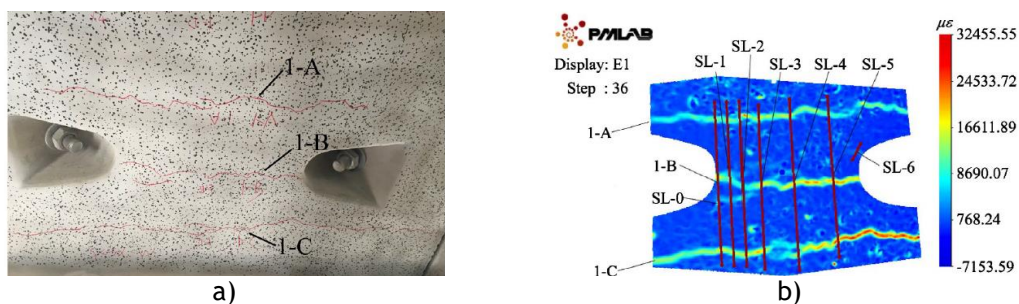 1-A
1-B
1-C
a)
PMLAB
Display: E1
Step : 36
SL-1
SL-2
SL-3
SL-4
SL-5
1-A
1-B
SL-0
SL-6
1-C
με
32455.55
24533.72
16611.89
8690.07
768.24
-7153.59
b)